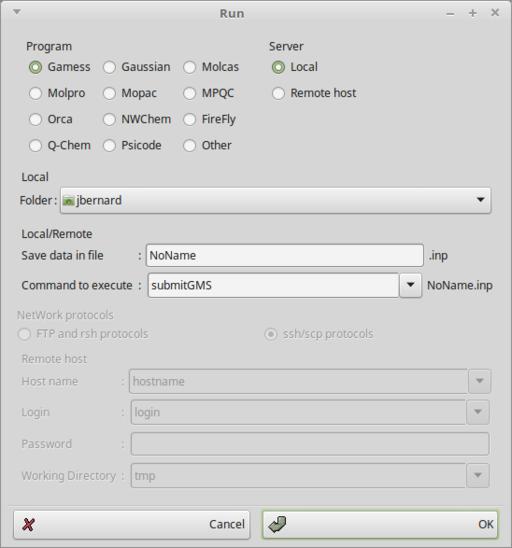 Run
Program Server
Gamess Gaussian Molcas Local
Molpro Mopac MPQC Remote host
Orca NWChem FireFly
Q-Chem Psicode Other
Local
Folder : jbernard
Local/Remote
Save data in file : NoName .inp
Command to execute : submitGMS NoName.inp
NetWork protocols
FTP and rsh protocols ssh/scp protocols
Remote host
Host name : hostname
Login : login
Password :
Working Directory : tmp
Cancel OK